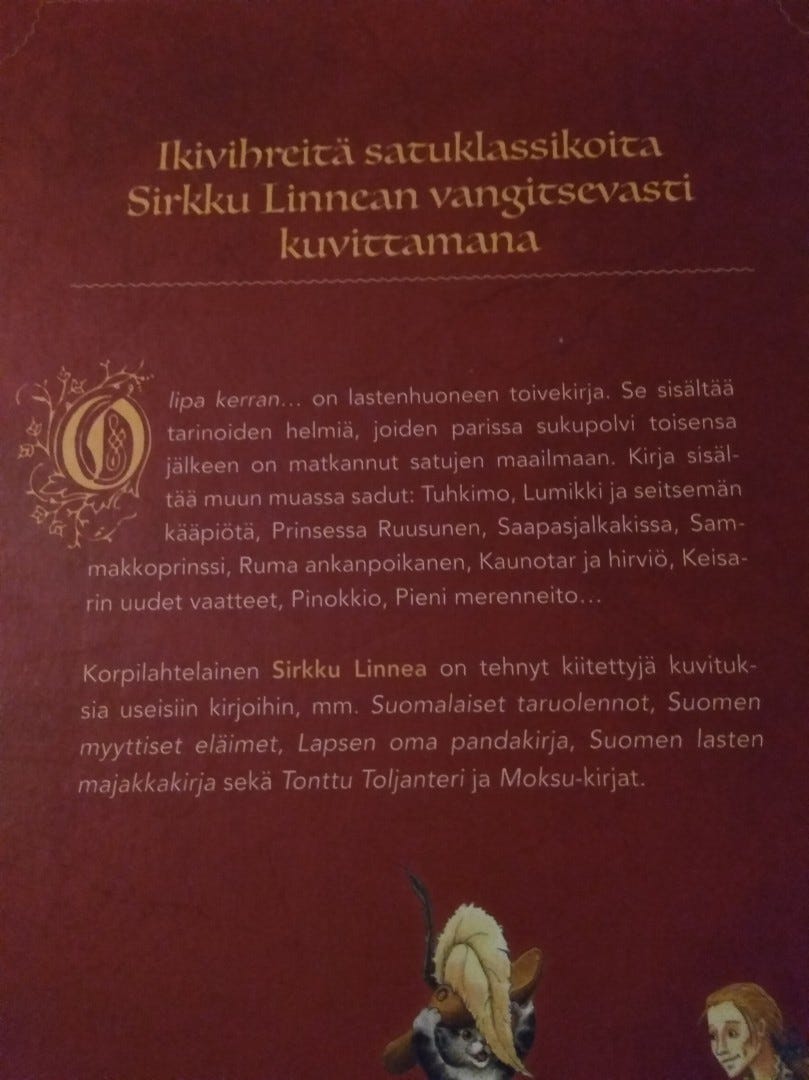 Ikivihreitä satuklassikoita
Sirkku Linnean vangitsevasti
kuvittamana
Olipa kerran... on lastenhuoneen toivekirja. Se sisältää
tarinoiden helmiä, joiden parissa sukupolvi toisensa
jälkeen on matkannut satujen maailmaan. Kirja sisäl-
tää muun muassa sadut: Tuhkimo, Lumikki ja seitsemän
kääpiötä, Prinsessa Ruusunen, Saapasjalkakissa, Sam-
makkoprinssi, Ruma ankanpoikanen, Kaunotar ja hirviö, Keisa-
rin uudet vaatteet, Pinokkio, Pieni merenneito...
Korpilahtelainen Sirkku Linnea on tehnyt kiitettyjä kuvituk-
sia useisiin kirjoihin, mm. Suomalaiset taruolennot, Suomen
myyttiset eläimet, Lapsen oma pandakirja, Suomen lasten
majakkakirja sekä Tonttu Toljanteri ja Moksu-kirjat.